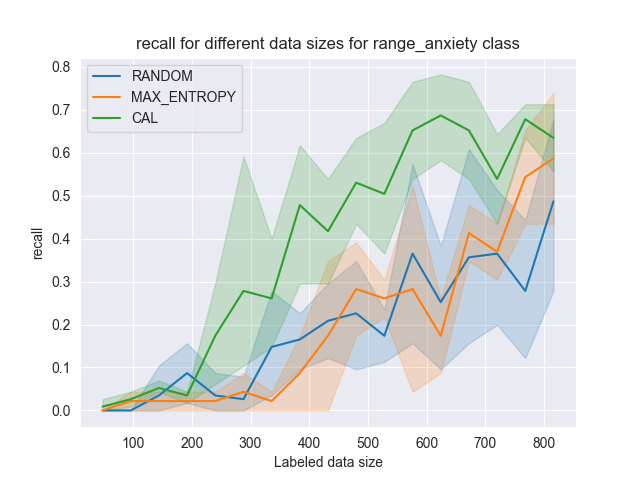 recall for different data sizes for range_anxiety class
RANDOM
MAX_ENTROPY
CAL
0.8
0.7
0.6
0.5
0.4
0.3
0.2
0.1
0.0
recall
100 200 300 400 500 600 700 800
Labeled data size